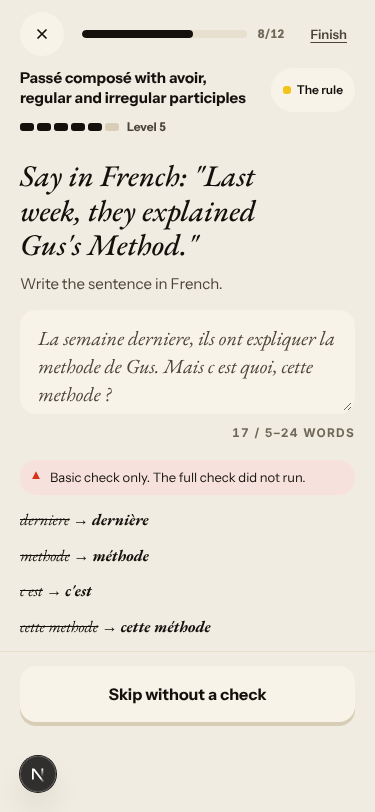 ✕ 8/12 Finish
Passé composé with avoir,
regular and irregular participles
The rule
Level 5
Say in French: "Last
week, they explained
Gus's Method."
Write the sentence in French.
La semaine derniere, ils ont expliquer la
methode de Gus. Mais c est quoi, cette
methode ?
17 / 5–24 WORDS
Basic check only. The full check did not run.
derniere → dernière
methode → méthode
c est → c'est
cette methode → cette méthode
Skip without a check
N